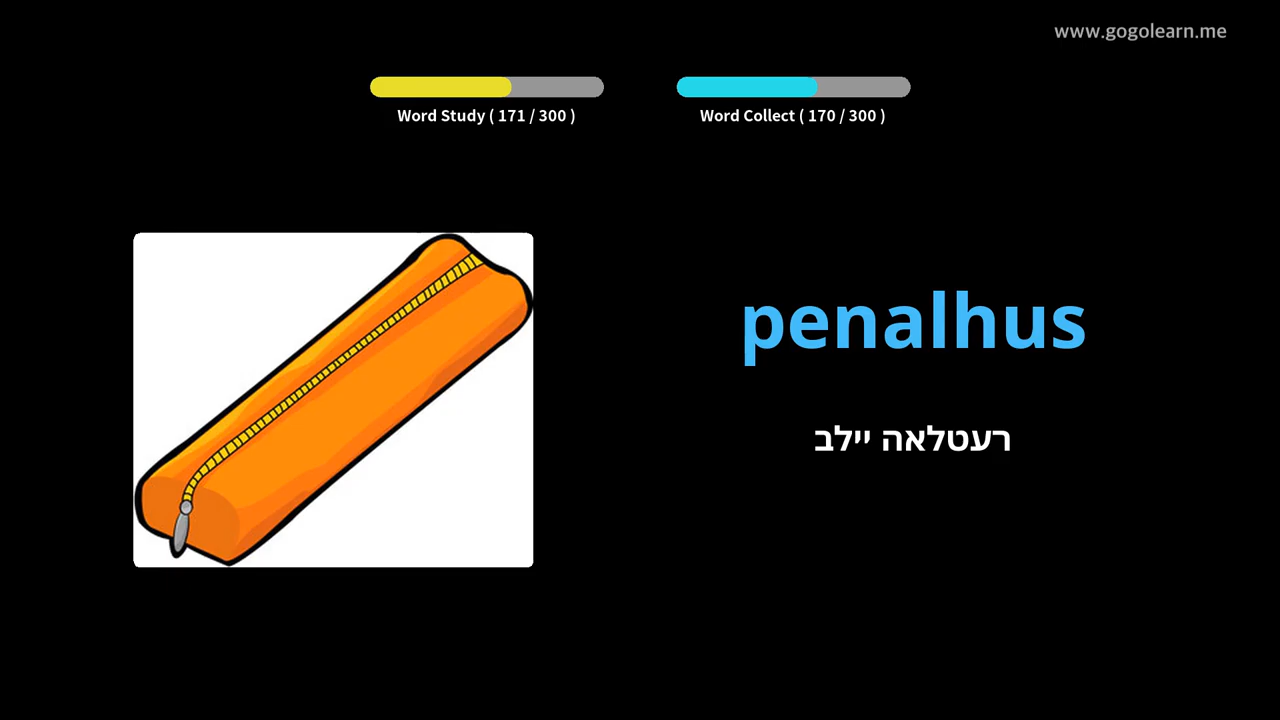 www.gogolearn.me
Word Study ( 171 / 300 )
Word Collect ( 170 / 300 )
penalhus
רעטלאה יילב